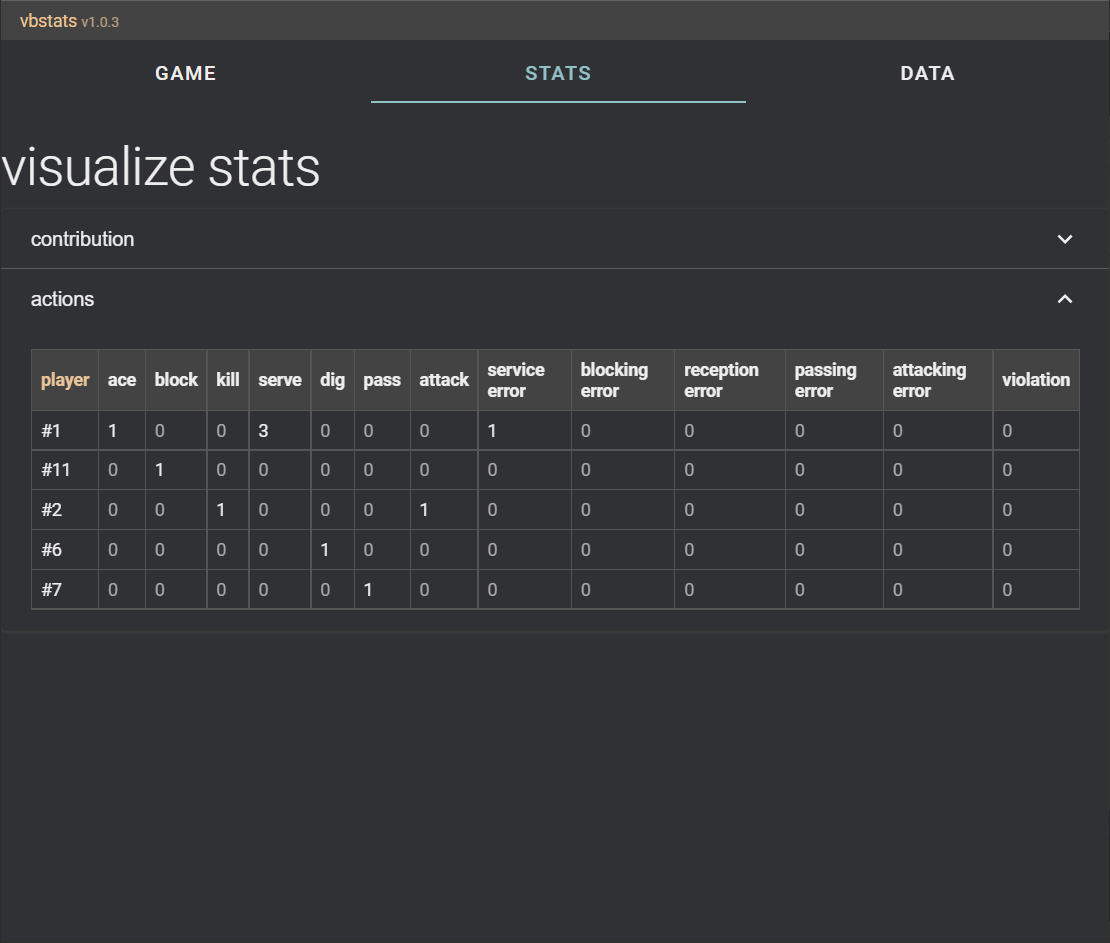 vbstats v1.0.3
GAME STATS DATA
visualize stats
contribution
actions
player ace block kill serve dig pass attack service error blocking error reception error passing error attacking error violation
#1 1 0 0 3 0 0 0 1 0 0 0 0 0
#11 0 1 0 0 0 0 0 0 0 0 0 0 0
#2 0 0 1 0 0 0 1 0 0 0 0 0 0
#6 0 0 0 0 1 0 0 0 0 0 0 0 0
#7 0 0 0 0 0 1 0 0 0 0 0 0 0